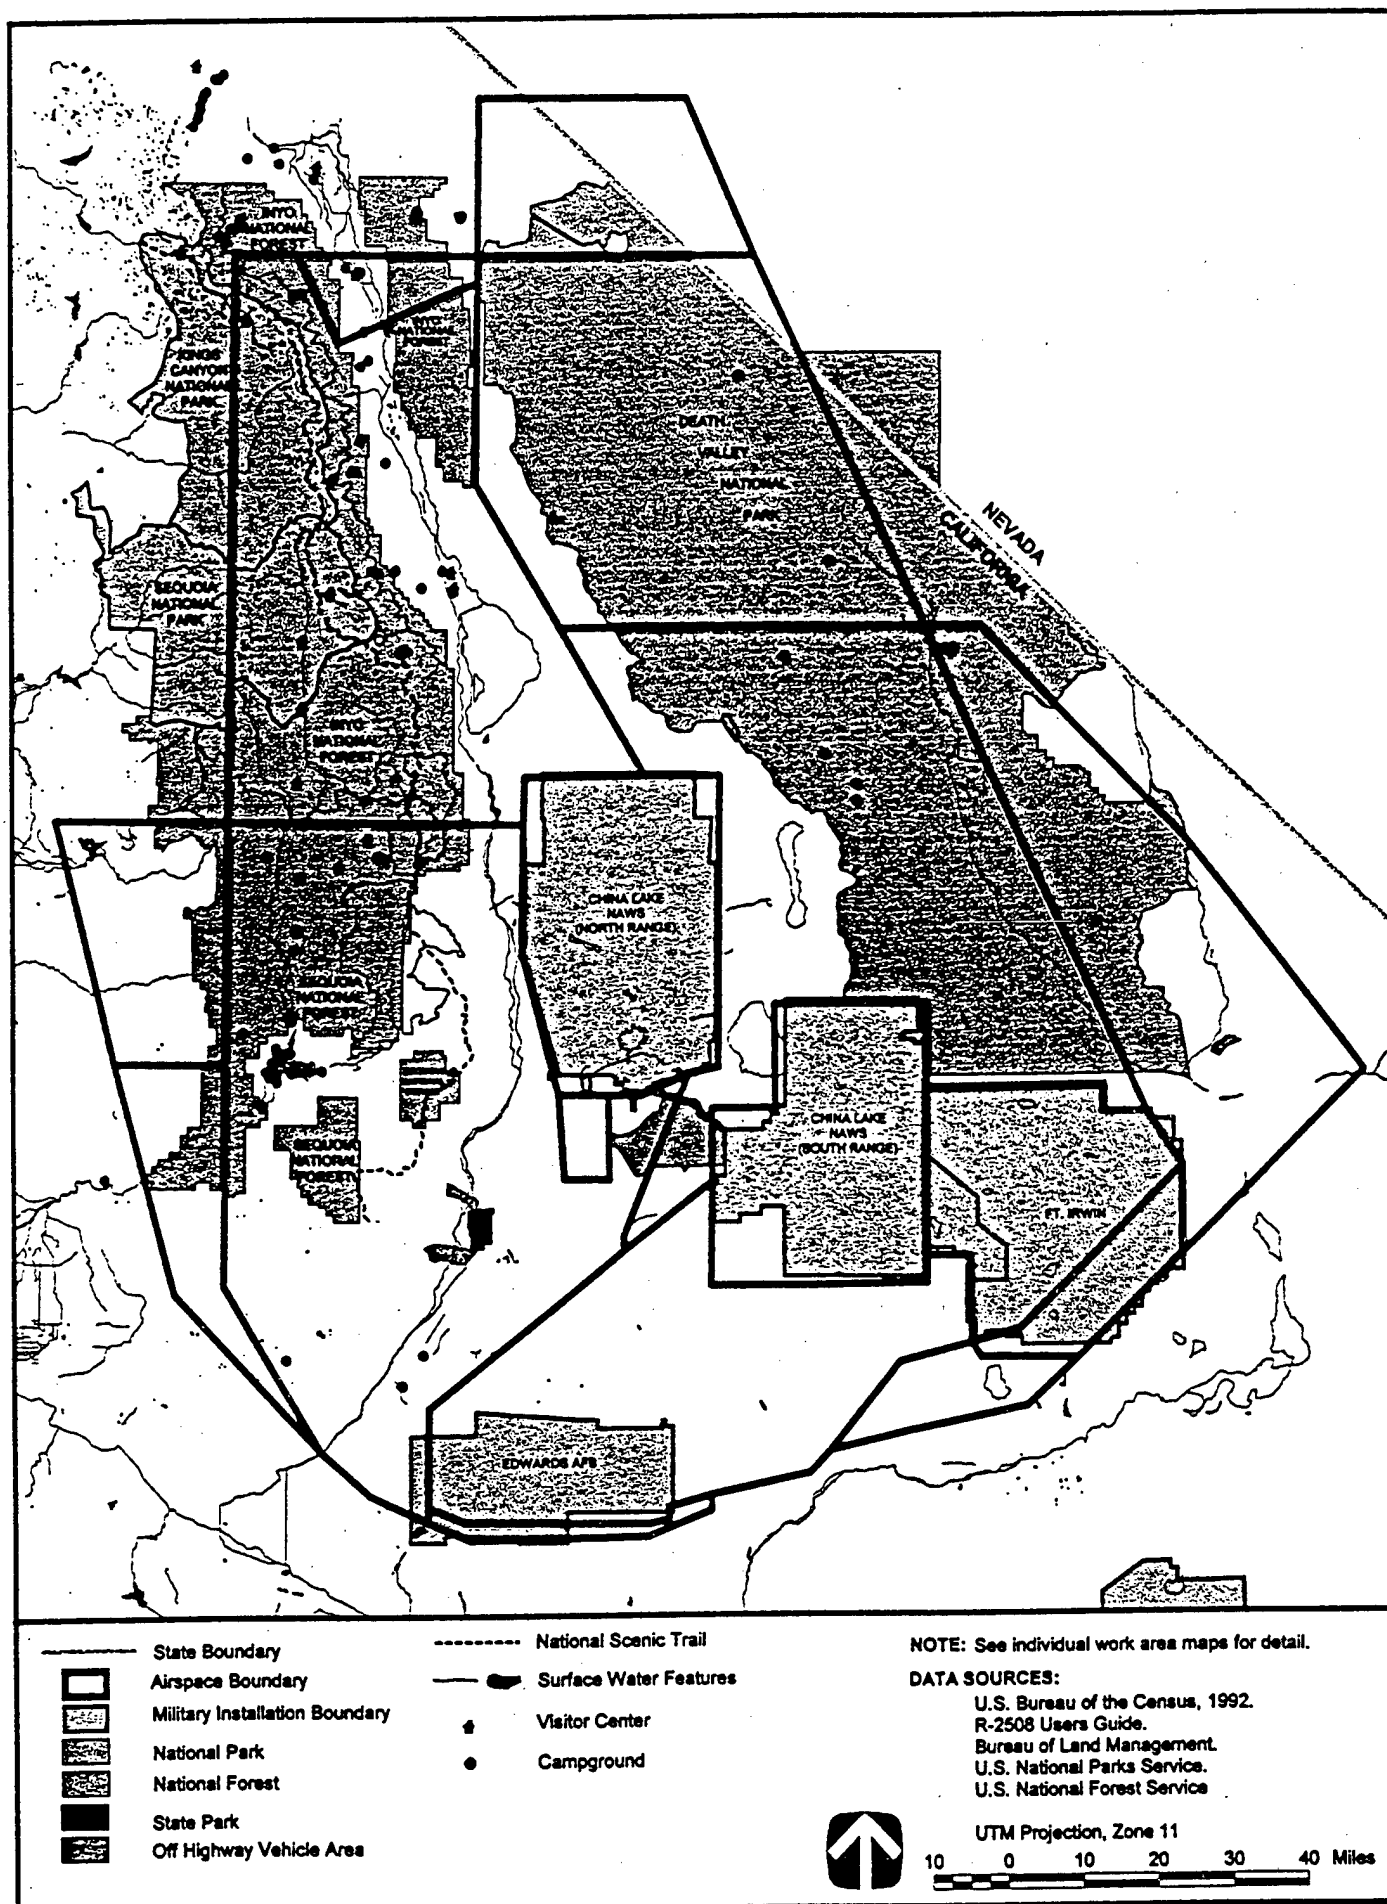 INYO
NATIONAL
FOREST
INYO
NATIONAL
FOREST
KINGS
CANYON
NATIONAL
PARK
DEATH
VALLEY
NATIONAL
PARK
NEVADA
CALIFORNIA
SEQUOIA
NATIONAL
PARK
INYO
NATIONAL
FOREST
CHINA LAKE
NAWS
(NORTH RANGE)
SEQUOIA
NATIONAL
FOREST
CHINA LAKE
NAWS
(SOUTH RANGE)
SEQUOIA
NATIONAL
FOREST
FT. IRWIN
EDWARDS AFB
State Boundary
Airspace Boundary
Military Installation Boundary
National Park
National Forest
State Park
Off Highway Vehicle Area
National Scenic Trail
Surface Water Features
Visitor Center
Campground
NOTE: See individual work area maps for detail.
DATA SOURCES:
U.S. Bureau of the Census, 1992.
R-2508 Users Guide.
Bureau of Land Management.
U.S. National Parks Service.
U.S. National Forest Service
UTM Projection, Zone 11
10 0 10 20 30 40 Miles